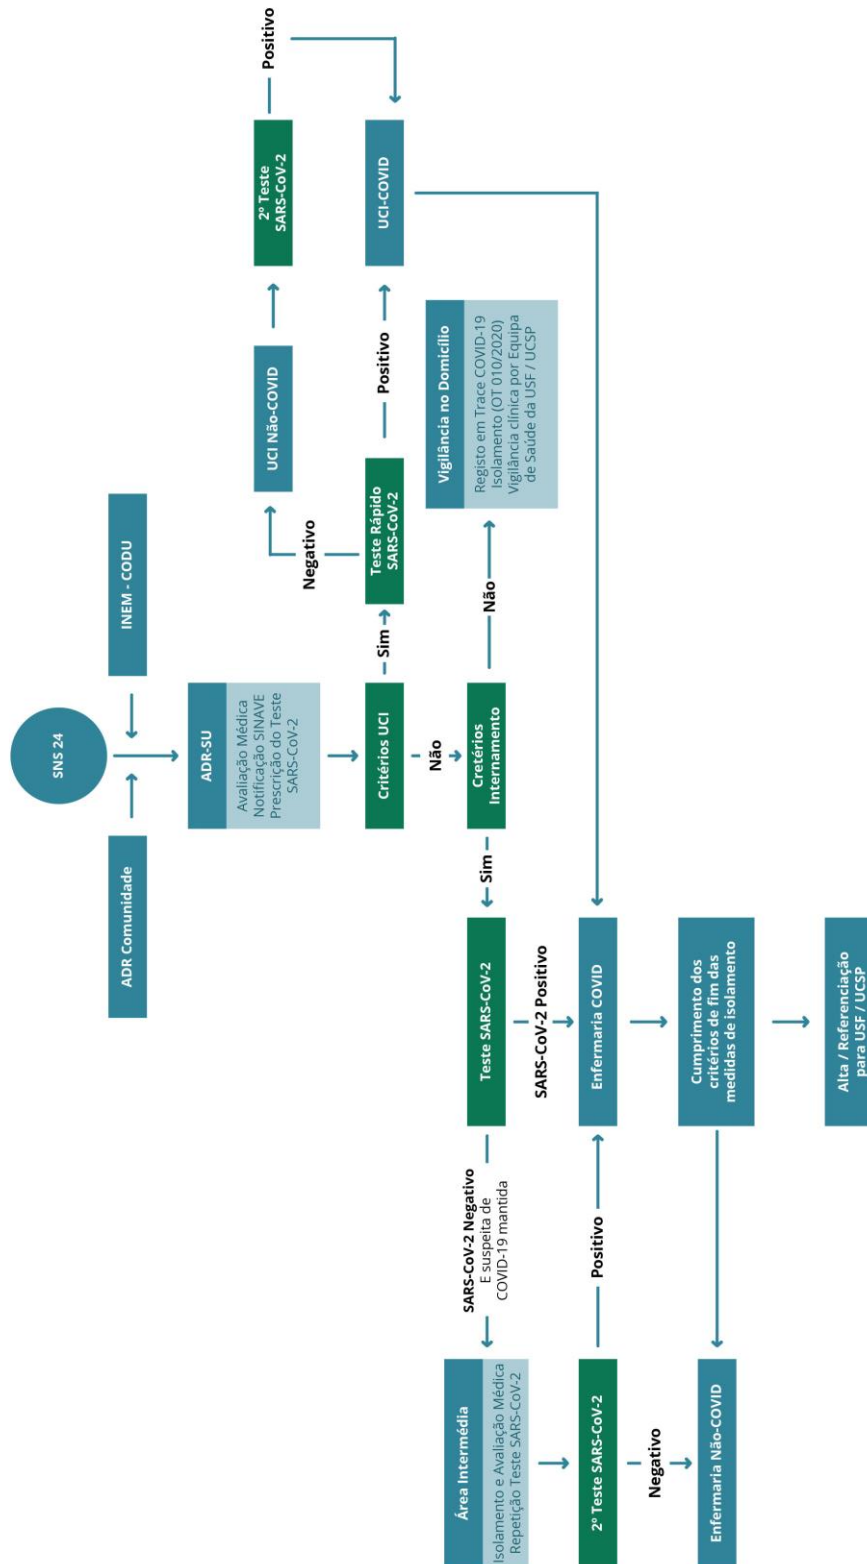 SNS 24
ADR Comunidade
INEM - CODU
ADR-SU
Avaliação Médica
Notificação SINAVE
Prescrição do Teste
SARS-CoV-2
Critérios UCI
Sim
Teste Rápido
SARS-CoV-2
Negativo
UCI Não-COVID
2º Teste
SARS-CoV-2
Positivo
Positivo
UCI-COVID
Não
Cretérios
Internamento
Não
Vigilância no Domicílio
Registo em Trace COVID-19
Isolamento (OT 010/2020)
Vigilância clínica por Equipa
de Saúde da USF / UCSP
Sim
Teste SARS-CoV-2
SARS-CoV-2 Negativo
E suspeita de
COVID-19 mantida
Área Intermédia
Isolamento e Avaliação Médica
Repetição Teste SARS-CoV-2
SARS-CoV-2 Positivo
2º Teste SARS-CoV-2
Positivo
Enfermaria COVID
Negativo
Enfermaria Não-COVID
Cumprimento dos
critérios de fim das
medidas de isolamento
Alta / Referenciação
para USF / UCSP